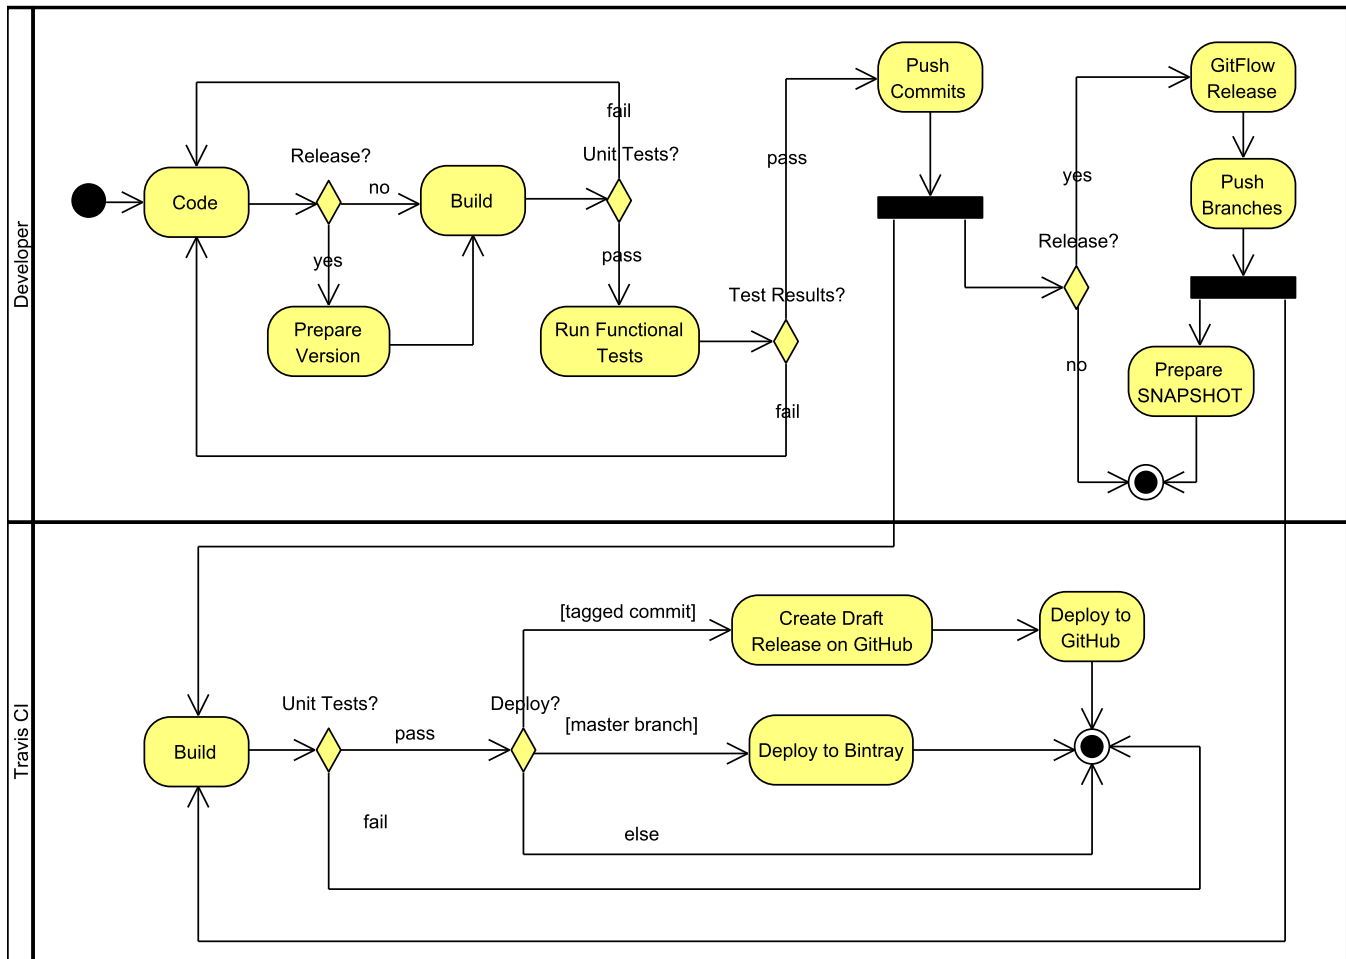 Developer
Push
Commits
GitFlow
Release
fail
Release?
Unit Tests?
pass
no
yes
Push
Branches
Code
Build
Release?
yes
pass
Test Results?
Prepare
Version
Run Functional
Tests
no
Prepare
SNAPSHOT
fail
Travis CI
[tagged commit]
Create Draft
Release on GitHub
Deploy to
GitHub
Unit Tests?
Deploy?
[master branch]
pass
Build
Deploy to Bintray
fail
else